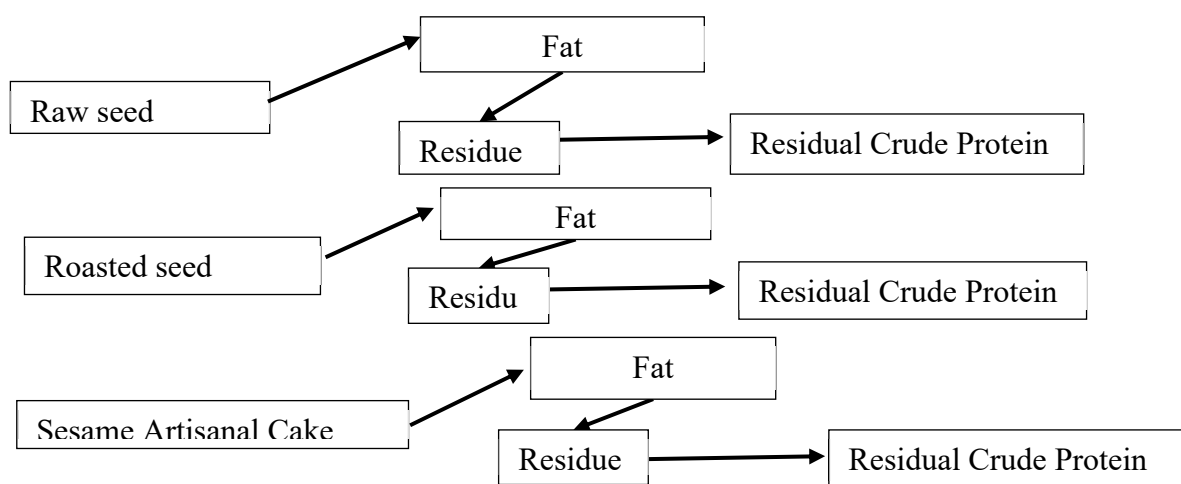 Fat
Raw seed
Residue
Residual Crude Protein
Fat
Roasted seed
Residu
Residual Crude Protein
Fat
Sesame Artisanal Cake
Residue
Residual Crude Protein